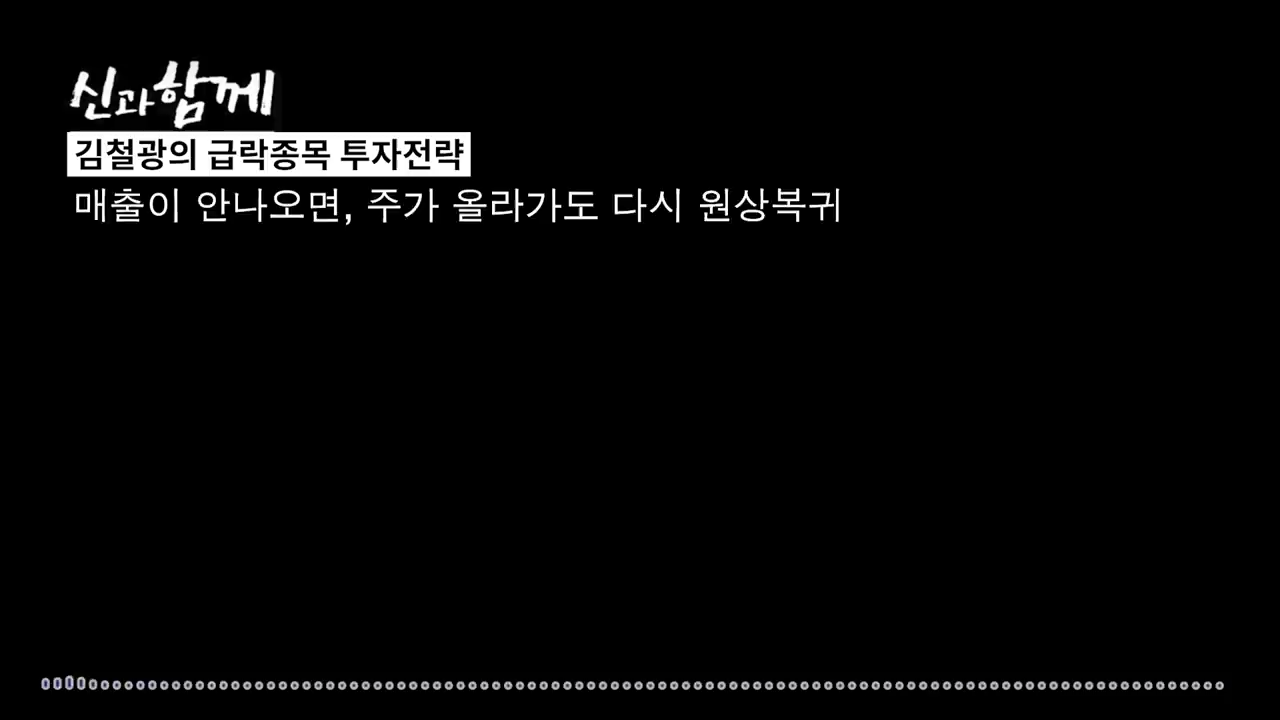 신과함께
김철광의 급락종목 투자전략
매출이 안나오면, 주가 올라가도 다시 원상복귀